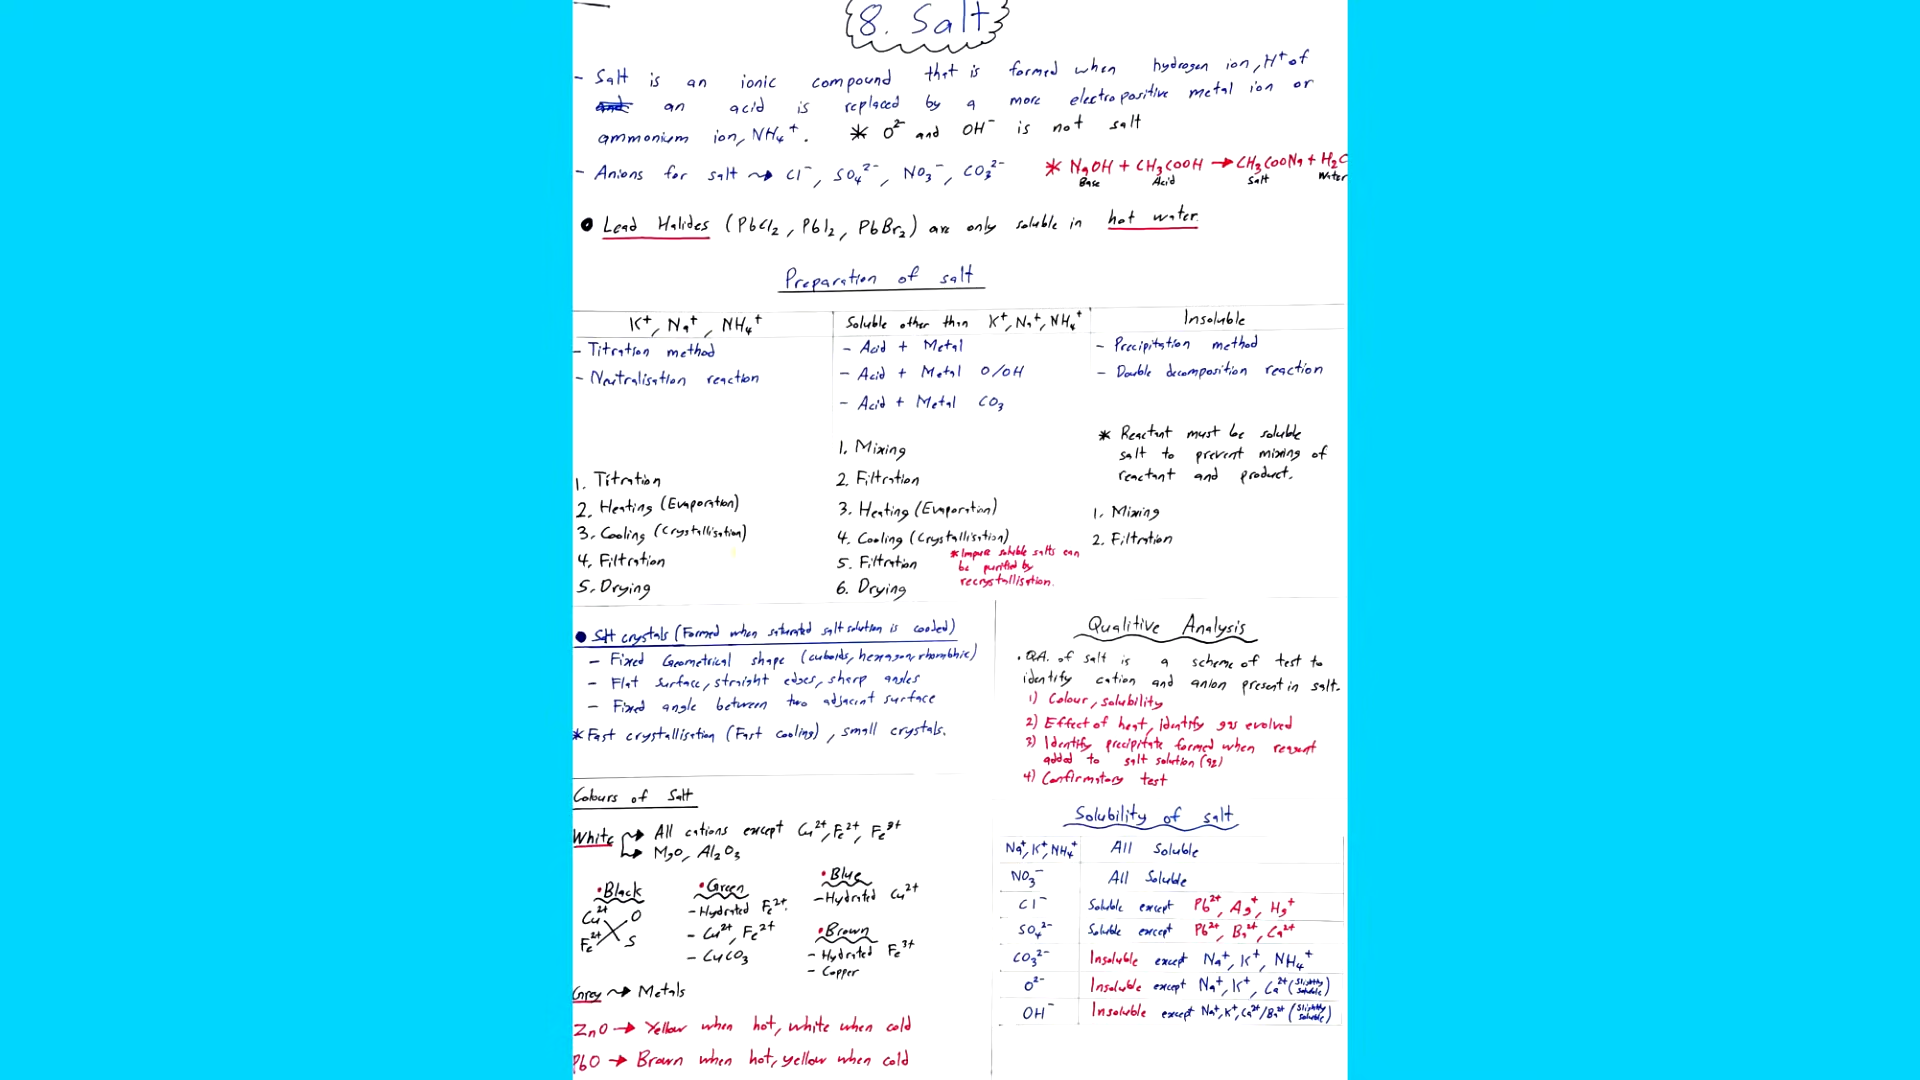 8. Salt
- Salt is an ionic compound that is formed when hydrogen ion, H⁺ of
an acid is replaced by a more electropositive metal ion or
ammonium ion, NH₄⁺. * O²⁻ and OH⁻ is not salt
- Anions for salt ⇝ Cl⁻, SO₄²⁻, NO₃⁻, CO₃²⁻ * NaOH + CH₃COOH → CH₃COONa + H₂O
Base Acid Salt Water
● Lead Halides (PbCl₂, PbI₂, PbBr₂) are only soluble in hot water.
Preparation of salt
K⁺, Na⁺, NH₄⁺
- Titration method
- Neutralisation reaction
1. Titration
2. Heating (Evaporation)
3. Cooling (Crystallisation)
4. Filtration
5. Drying
Soluble other than K⁺, Na⁺, NH₄⁺
- Acid + Metal
- Acid + Metal O/OH
- Acid + Metal CO₃
1. Mixing
2. Filtration
3. Heating (Evaporation)
4. Cooling (Crystallisation)
5. Filtration
6. Drying
* Impure soluble salts can
be purified by
recrystallisation.
Insoluble
- Precipitation method
- Double decomposition reaction
* Reactant must be soluble
salt to prevent mixing of
reactant and product.
1. Mixing
2. Filtration
● Salt crystals (Formed when saturated salt solution is cooled)
- Fixed Geometrical shape (cuboids, hexagon, rhombic)
- Flat surface, straight edges, sharp angles
- Fixed angle between two adjacent surface
* Fast crystallisation (Fast cooling), small crystals.
Colours of Salt
White → All cations except Cu²⁺, Fe²⁺, Fe³⁺
→ MgO, Al₂O₃
• Black
Cu²⁺ O
Fe²⁺ S
• Green
- Hydrated Fe²⁺.
- Cu²⁺, Fe²⁺
- CuCO₃
• Blue
- Hydrated Cu²⁺
• Brown
- Hydrated Fe³⁺
- Copper
Grey ⇝ Metals
ZnO → Yellow when hot, white when cold
PbO → Brown when hot, yellow when cold
Qualitive Analysis
• QA. of salt is a scheme of test to
identify cation and anion present in salt.
1) Colour, solubility
2) Effect of heat, identify gas evolved
3) Identify precipitate formed when reagent
added to salt solution (aq)
4) Confirmatory test
Solubility of salt
Na⁺, K⁺, NH₄⁺ All Soluble
NO₃⁻ All Soluble
Cl⁻ Soluble except Pb²⁺, Ag⁺, Hg⁺
SO₄²⁻ Soluble except Pb²⁺, Ba²⁺, Ca²⁺
CO₃²⁻ Insoluble except Na⁺, K⁺, NH₄⁺
O²⁻ Insoluble except Na⁺, K⁺, Ca²⁺ (slightly soluble)
OH⁻ Insoluble except Na⁺, K⁺, Ca²⁺/Ba²⁺ (slightly soluble)